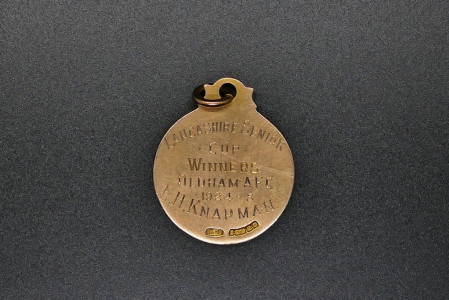 LANCASHIRE SENIOR
CUP
WINNERS
OLDHAM A.F.C.
E.H. KNAPMAN